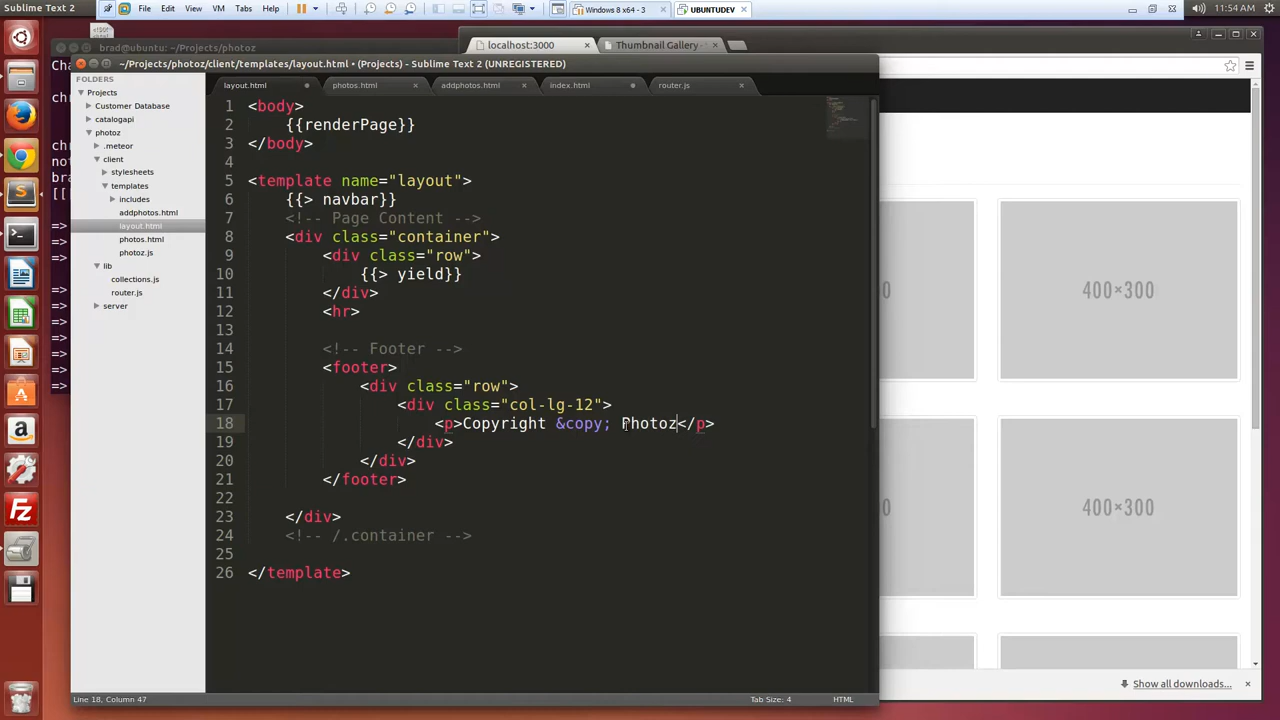 Sublime Text 2
File Edit View VM Tabs Help
Windows 8 x64 - 3
UBUNTUDEV
11:54 AM
brad@ubuntu: ~/Projects/photoz
localhost:3000
Thumbnail Gallery -
~/Projects/photoz/client/templates/layout.html • (Projects) - Sublime Text 2 (UNREGISTERED)
FOLDERS
Projects
Customer Database
catalogapi
photoz
.meteor
client
stylesheets
templates
includes
addphotos.html
layout.html
photos.html
photoz.js
lib
collections.js
router.js
server
layout.html
photos.html
addphotos.html
index.html
router.js
1 <body>
2 {{renderPage}}
3 </body>
4
5 <template name="layout">
6 {{> navbar}}
7 <!-- Page Content -->
8 <div class="container">
9 <div class="row">
10 {{> yield}}
11 </div>
12 <hr>
13
14 <!-- Footer -->
15 <footer>
16 <div class="row">
17 <div class="col-lg-12">
18 <p>Copyright &copy; Photoz</p>
19 </div>
20 </div>
21 </footer>
22
23 </div>
24 <!-- /.container -->
25
26 </template>
400×300
400×300
Line 18, Column 47
Tab Size: 4
HTML
Show all downloads...